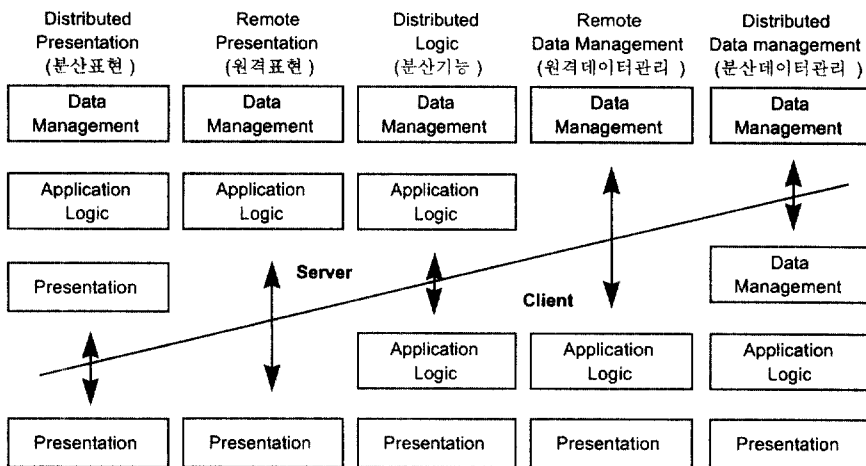 Distributed
Presentation
(분산표현)
Remote
Presentation
(원격표현)
Distributed
Logic
(분산기능)
Remote
Data Management
(원격데이터관리)
Distributed
Data management
(분산데이터관리)
Data
Management
Data
Management
Data
Management
Data
Management
Data
Management
Application
Logic
Application
Logic
Application
Logic
Presentation
Server
Client
Data
Management
Application
Logic
Application
Logic
Application
Logic
Presentation
Presentation
Presentation
Presentation
Presentation